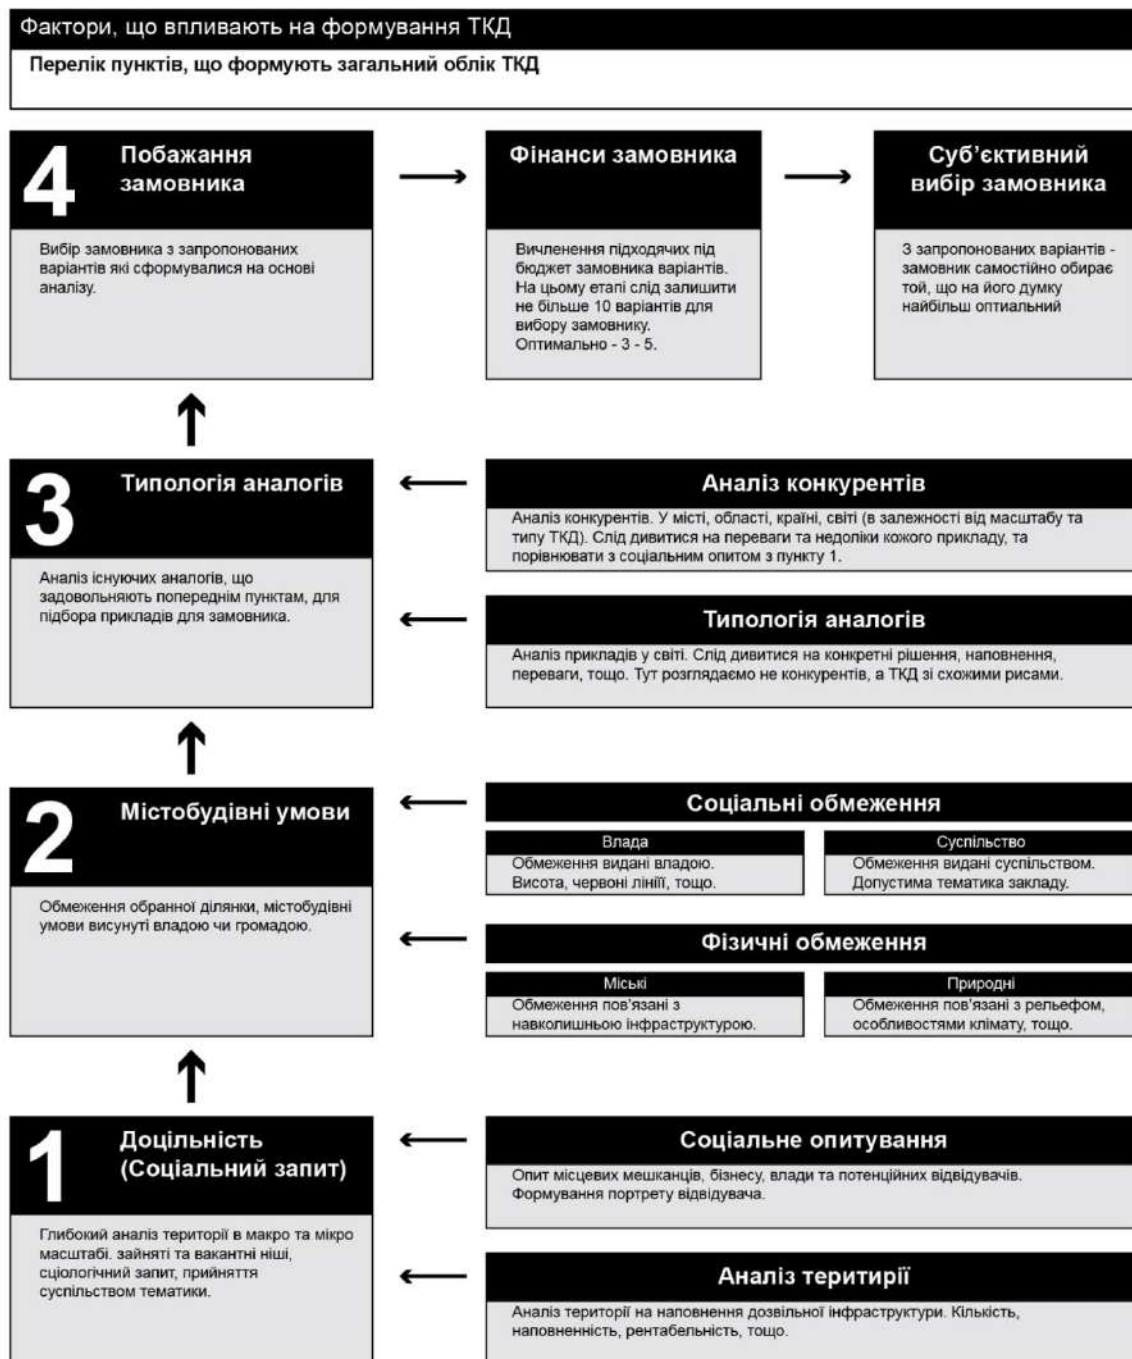 Фактори, що впливають на формування ТКД
Перелік пунктів, що формують загальний облік ТКД
4
Побажання
замовника
Вибір замовника з запропонованих
варіантів які сформувалися на основі
аналізу.
Фінанси замовника
Вичленення підходячих під
бюджет замовника варіантів.
На цьому етапі слід залишити
не більше 10 варіантів для
вибору замовнику.
Оптимально - 3 - 5.
Суб’єктивний
вибір замовника
З запропонованих варіантів -
замовник самостійно обирає
той, що на його думку
найбільш оптиальний
3
Типологія аналогів
Аналіз існуючих аналогів, що
задовольняють попереднім пунктам, для
підбора прикладів для замовника.
Аналіз конкурентів
Аналіз конкурентів. У місті, області, країні, світі (в залежності від масштабу та
типу ТКД). Слід дивитися на переваги та недоліки кожого прикладу, та
порівнювати з соціальним опитом з пункту 1.
Типологія аналогів
Аналіз прикладів у світі. Слід дивитися на конкретні рішення, наповнення,
переваги, тощо. Тут розглядаємо не конкурентів, а ТКД зі схожими рисами.
2
Містобудівні умови
Обмеження обранної ділянки, містобудівні
умови висунуті владою чи громадою.
Соціальні обмеження
Влада
Обмеження видані владою.
Висота, червоні лініїї, тощо.
Суспільство
Обмеження видані суспільством.
Допустима тематика закладу.
Фізичні обмеження
Міські
Обмеження пов’язані з
навколишньою інфраструктурою.
Природні
Обмеження пов’язані з рельєфом,
особливостями клімату, тощо.
1
Доцільність
(Соціальний запит)
Глибокий аналіз території в макро та мікро
масштабі. зайняті та вакантні ніші,
сціологічний запит, прийняття
суспільством тематики.
Соціальне опитування
Опит місцевих мешканців, бізнесу, влади та потенційних відвідувачів.
Формування портрету відвідувача.
Аналіз териториї
Аналіз території на наповнення дозвільної інфраструктури. Кількість,
наповненність, рентабельність, тощо.